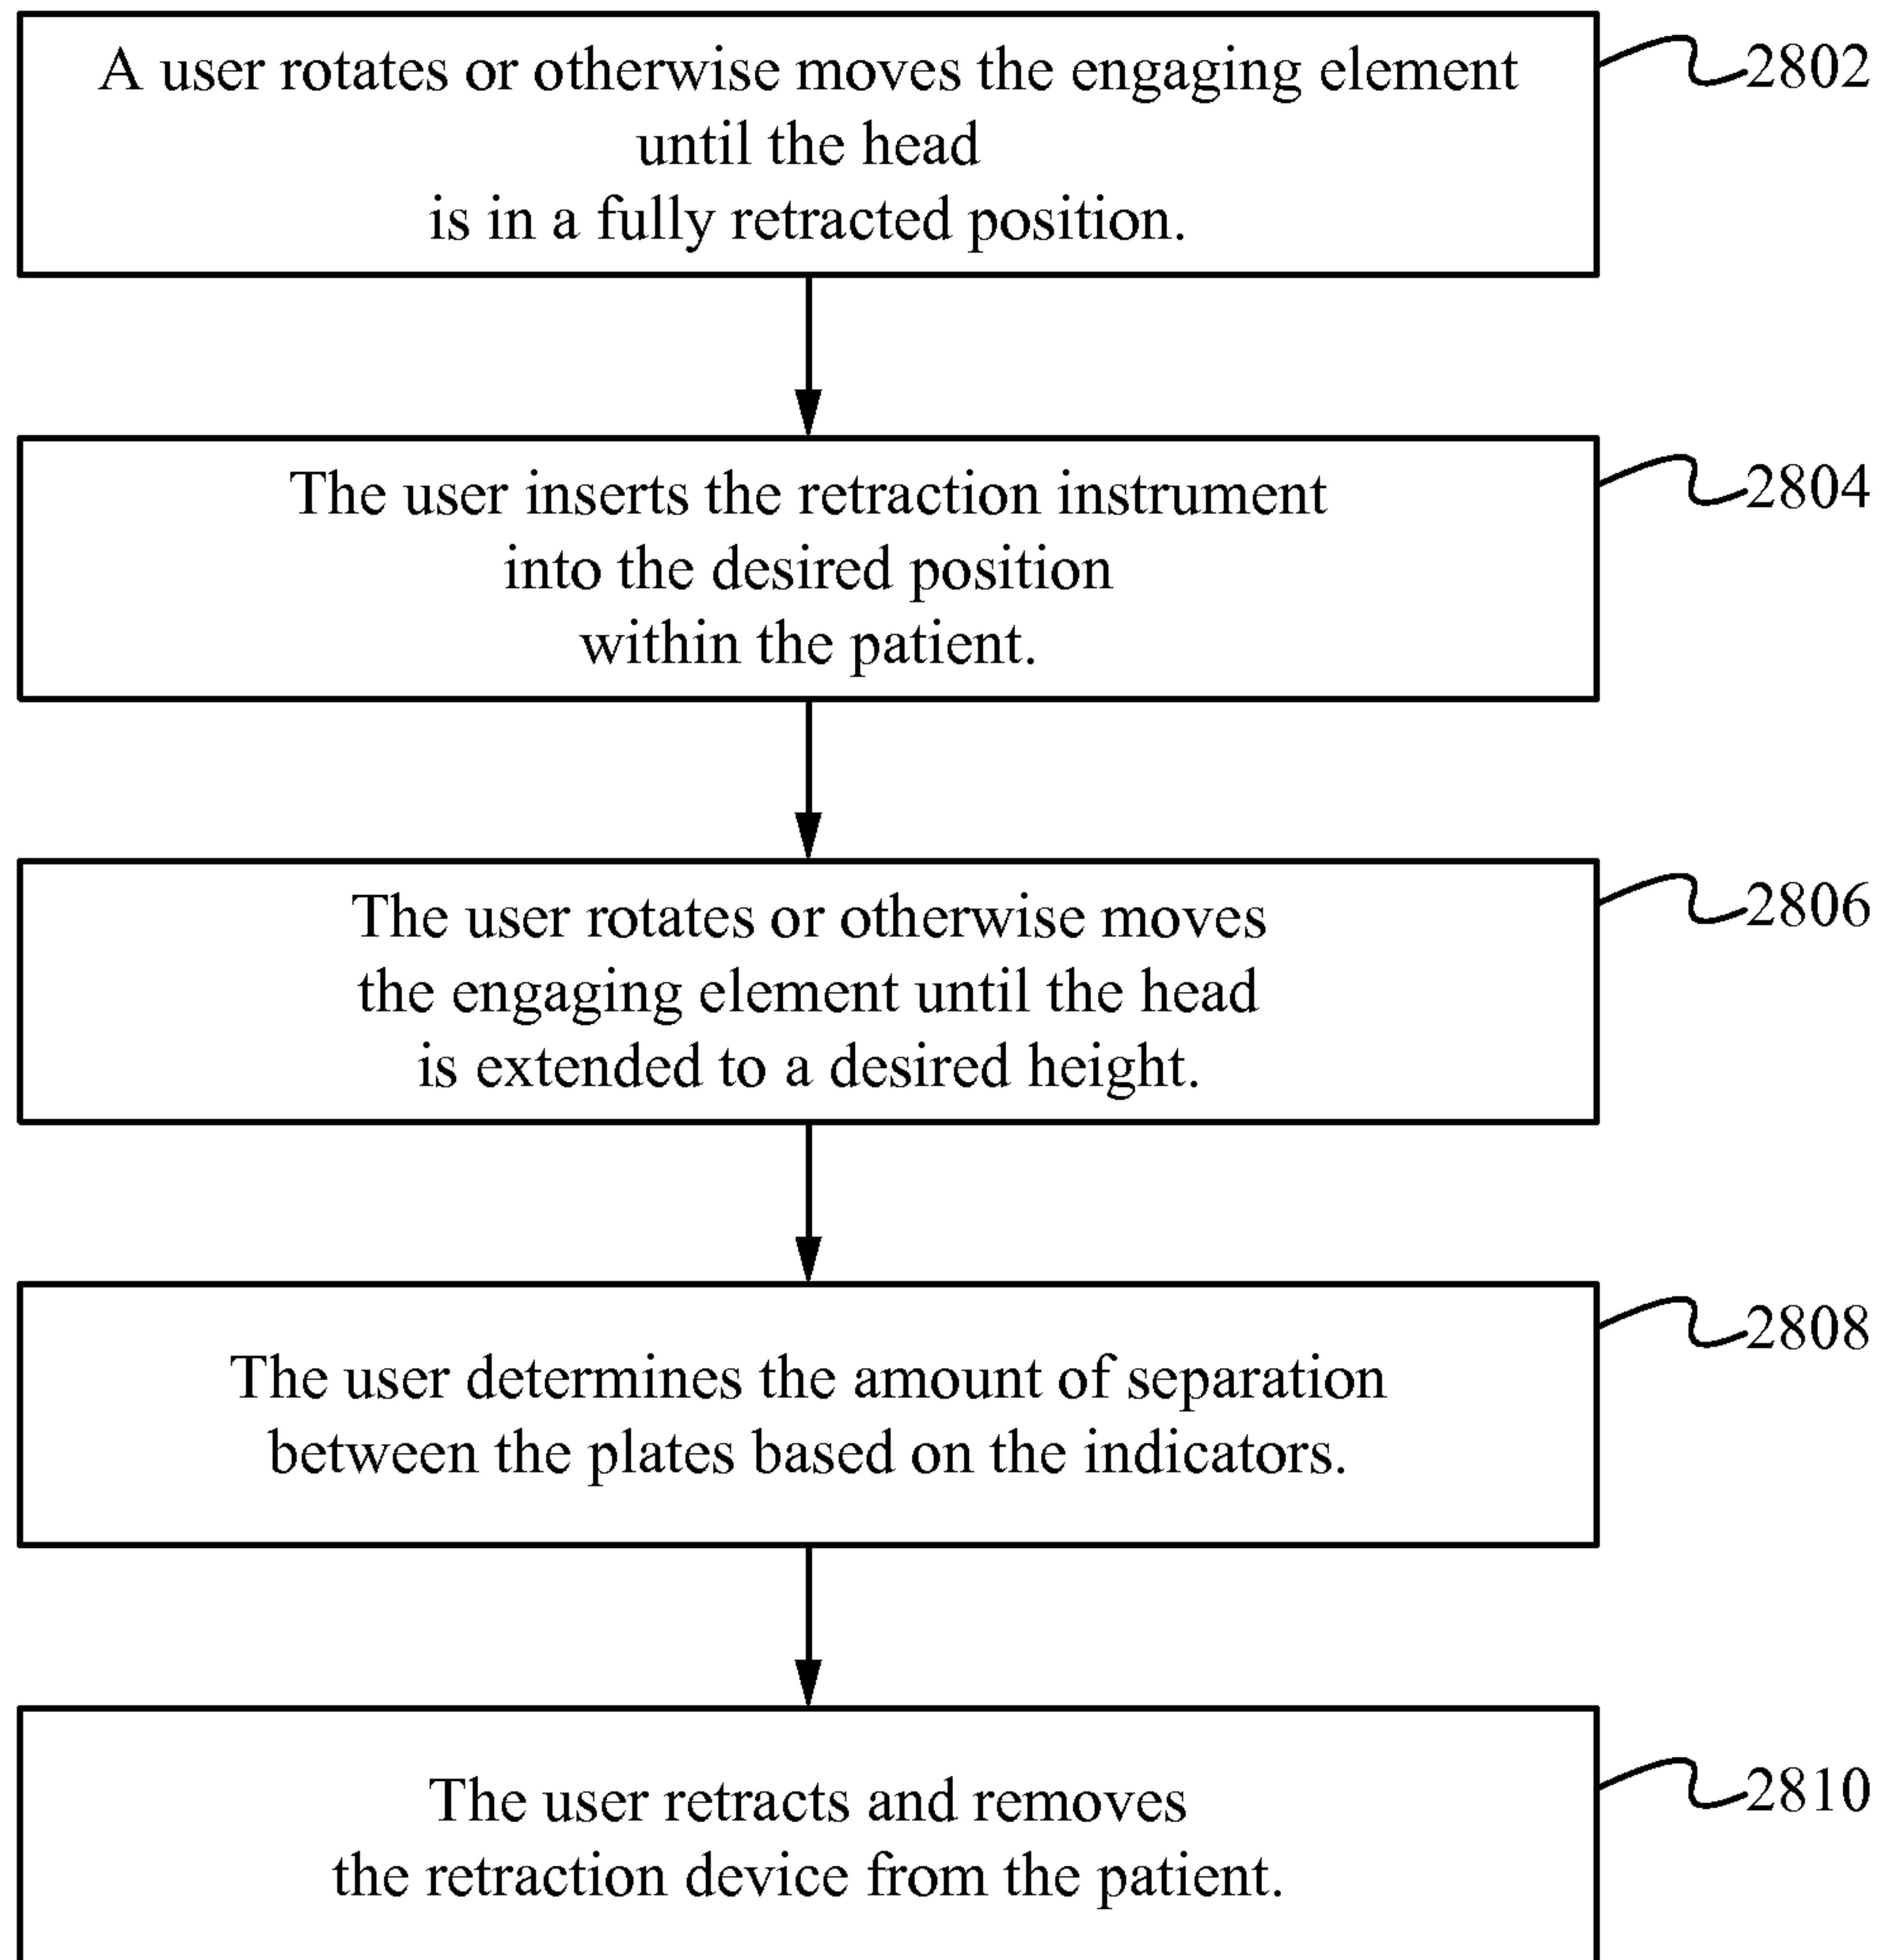 A user rotates or otherwise moves the engaging element
until the head
is in a fully retracted position.
2802
The user inserts the retraction instrument
into the desired position
within the patient.
2804
The user rotates or otherwise moves
the engaging element until the head
is extended to a desired height.
2806
The user determines the amount of separation
between the plates based on the indicators.
2808
The user retracts and removes
the retraction device from the patient.
2810